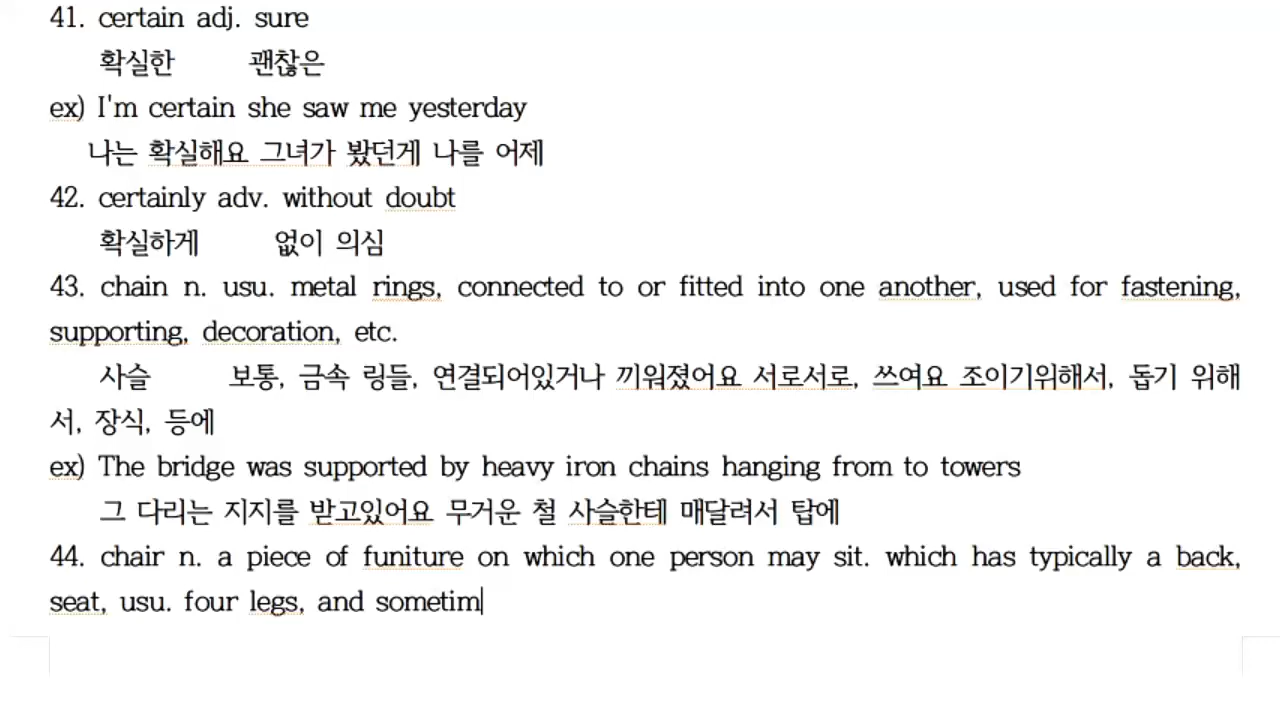 41. certain adj. sure
확실한 괜찮은
ex) I'm certain she saw me yesterday
나는 확실해요 그녀가 봤던게 나를 어제
42. certainly adv. without doubt
확실하게 없이 의심
43. chain n. usu. metal rings, connected to or fitted into one another, used for fastening,
supporting, decoration, etc.
사슬 보통, 금속 링들, 연결되어있거나 끼워졌어요 서로서로, 쓰여요 조이기위해서, 돕기 위해
서, 장식, 등에
ex) The bridge was supported by heavy iron chains hanging from to towers
그 다리는 지지를 받고있어요 무거운 철 사슬한테 매달려서 탑에
44. chair n. a piece of funiture on which one person may sit. which has typically a back,
seat, usu. four legs, and sometim